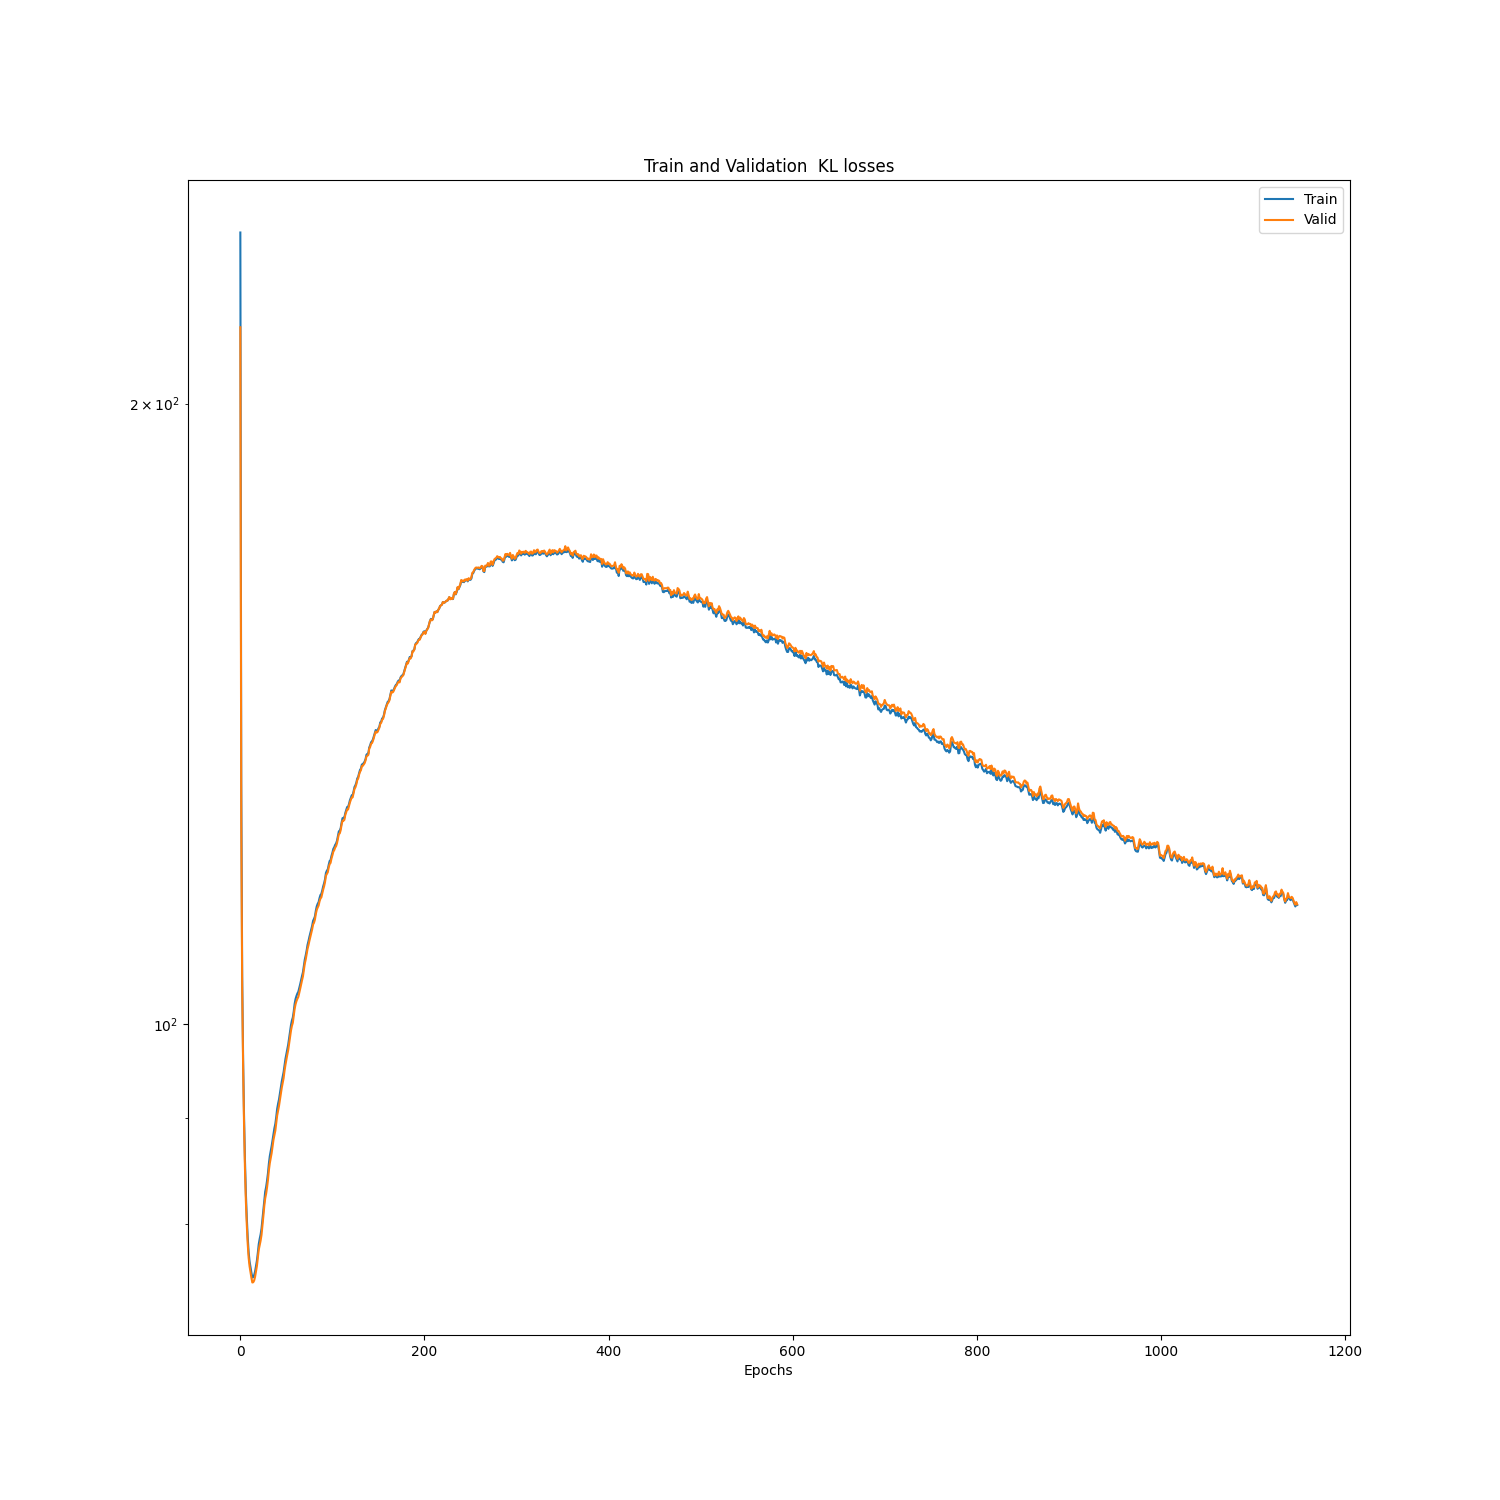 Train and Validation  KL losses
Train
Valid
2 × 10²
10²
0 200 400 600 800 1000 1200
Epochs